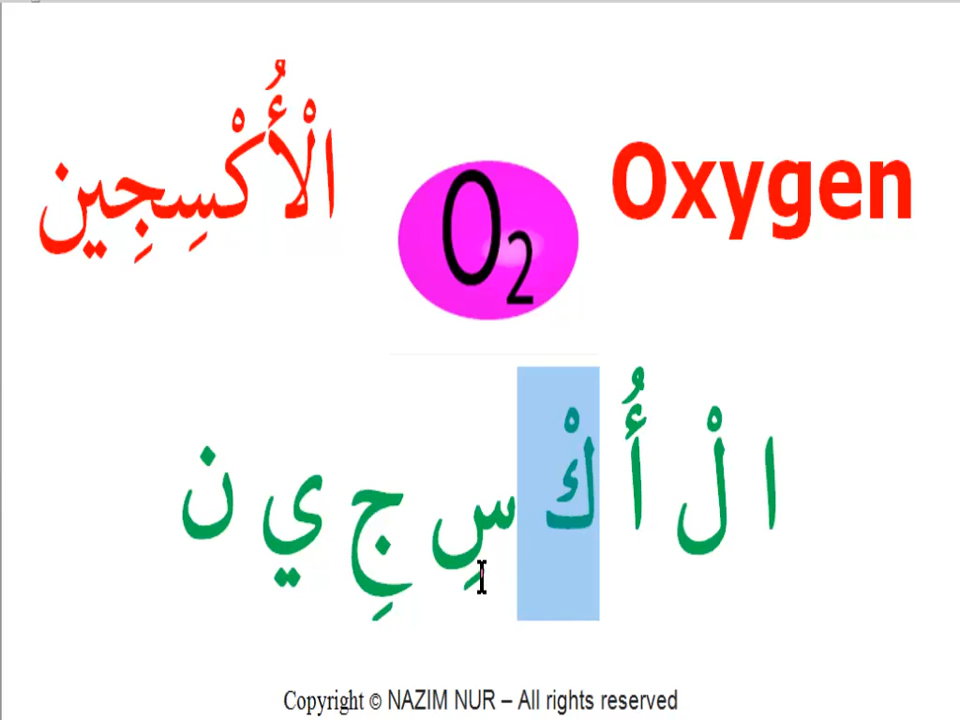 الْأُكْسِجِين
O2
Oxygen
ا لْ أُ كْ سِ جِ ي ن
Copyright © NAZIM NUR – All rights reserved